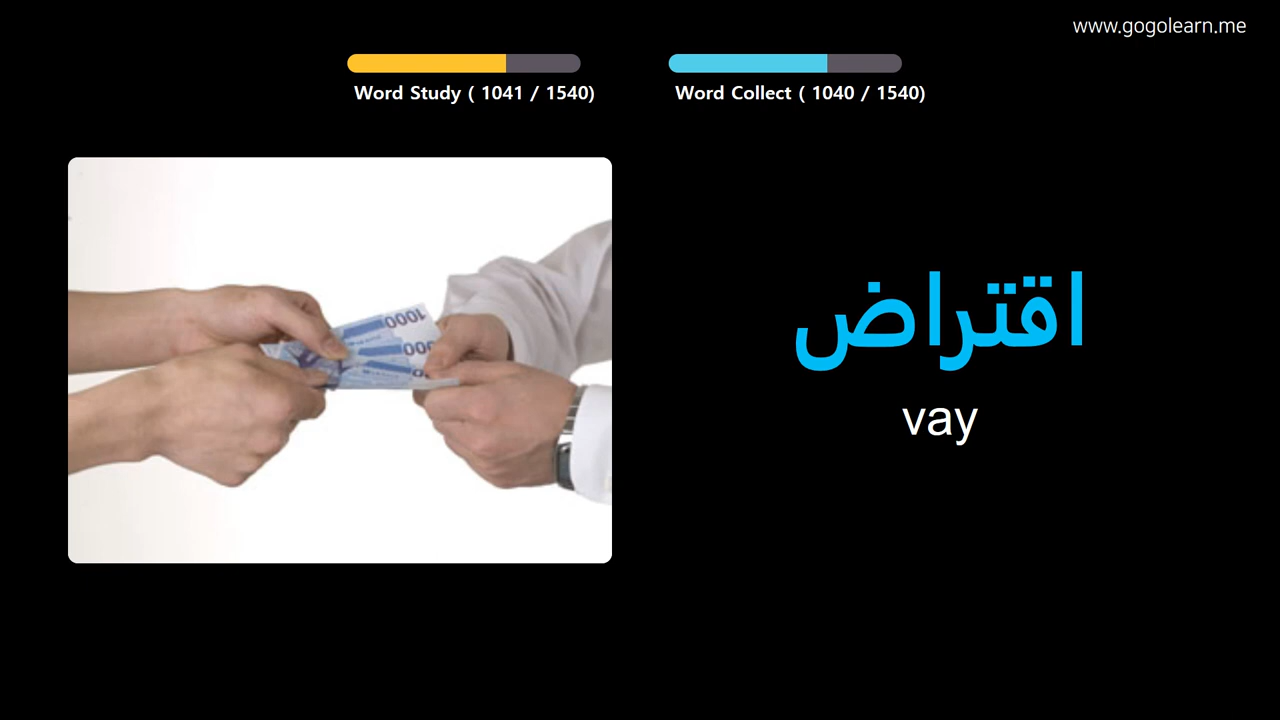 www.gogolearn.me
Word Study ( 1041 / 1540)
Word Collect ( 1040 / 1540)
1000
اقتراض
vay